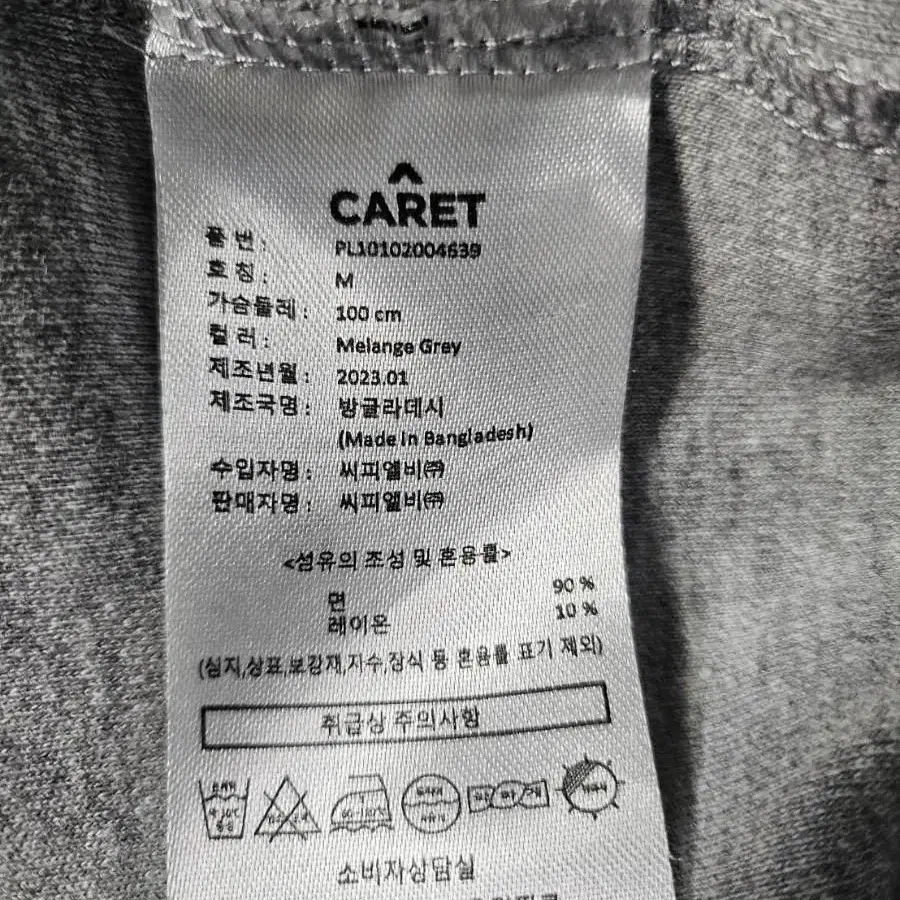 CARET
품 번 : PL10102004639
호 칭 : M
가슴둘레 : 100 cm
컬 러 : Melange Grey
제조년월 : 2023.01
제조국명 : 방글라데시
(Made in Bangladesh)
수입자명 : 씨피엘비㈜
판매자명 : 씨피엘비㈜
<섬유의 조성 및 혼용률>
면 90 %
레이온 10 %
(심지,상표,보강재,자수,장식 등 혼용률 표기 제외)
취급상 주의사항
소비자상담실